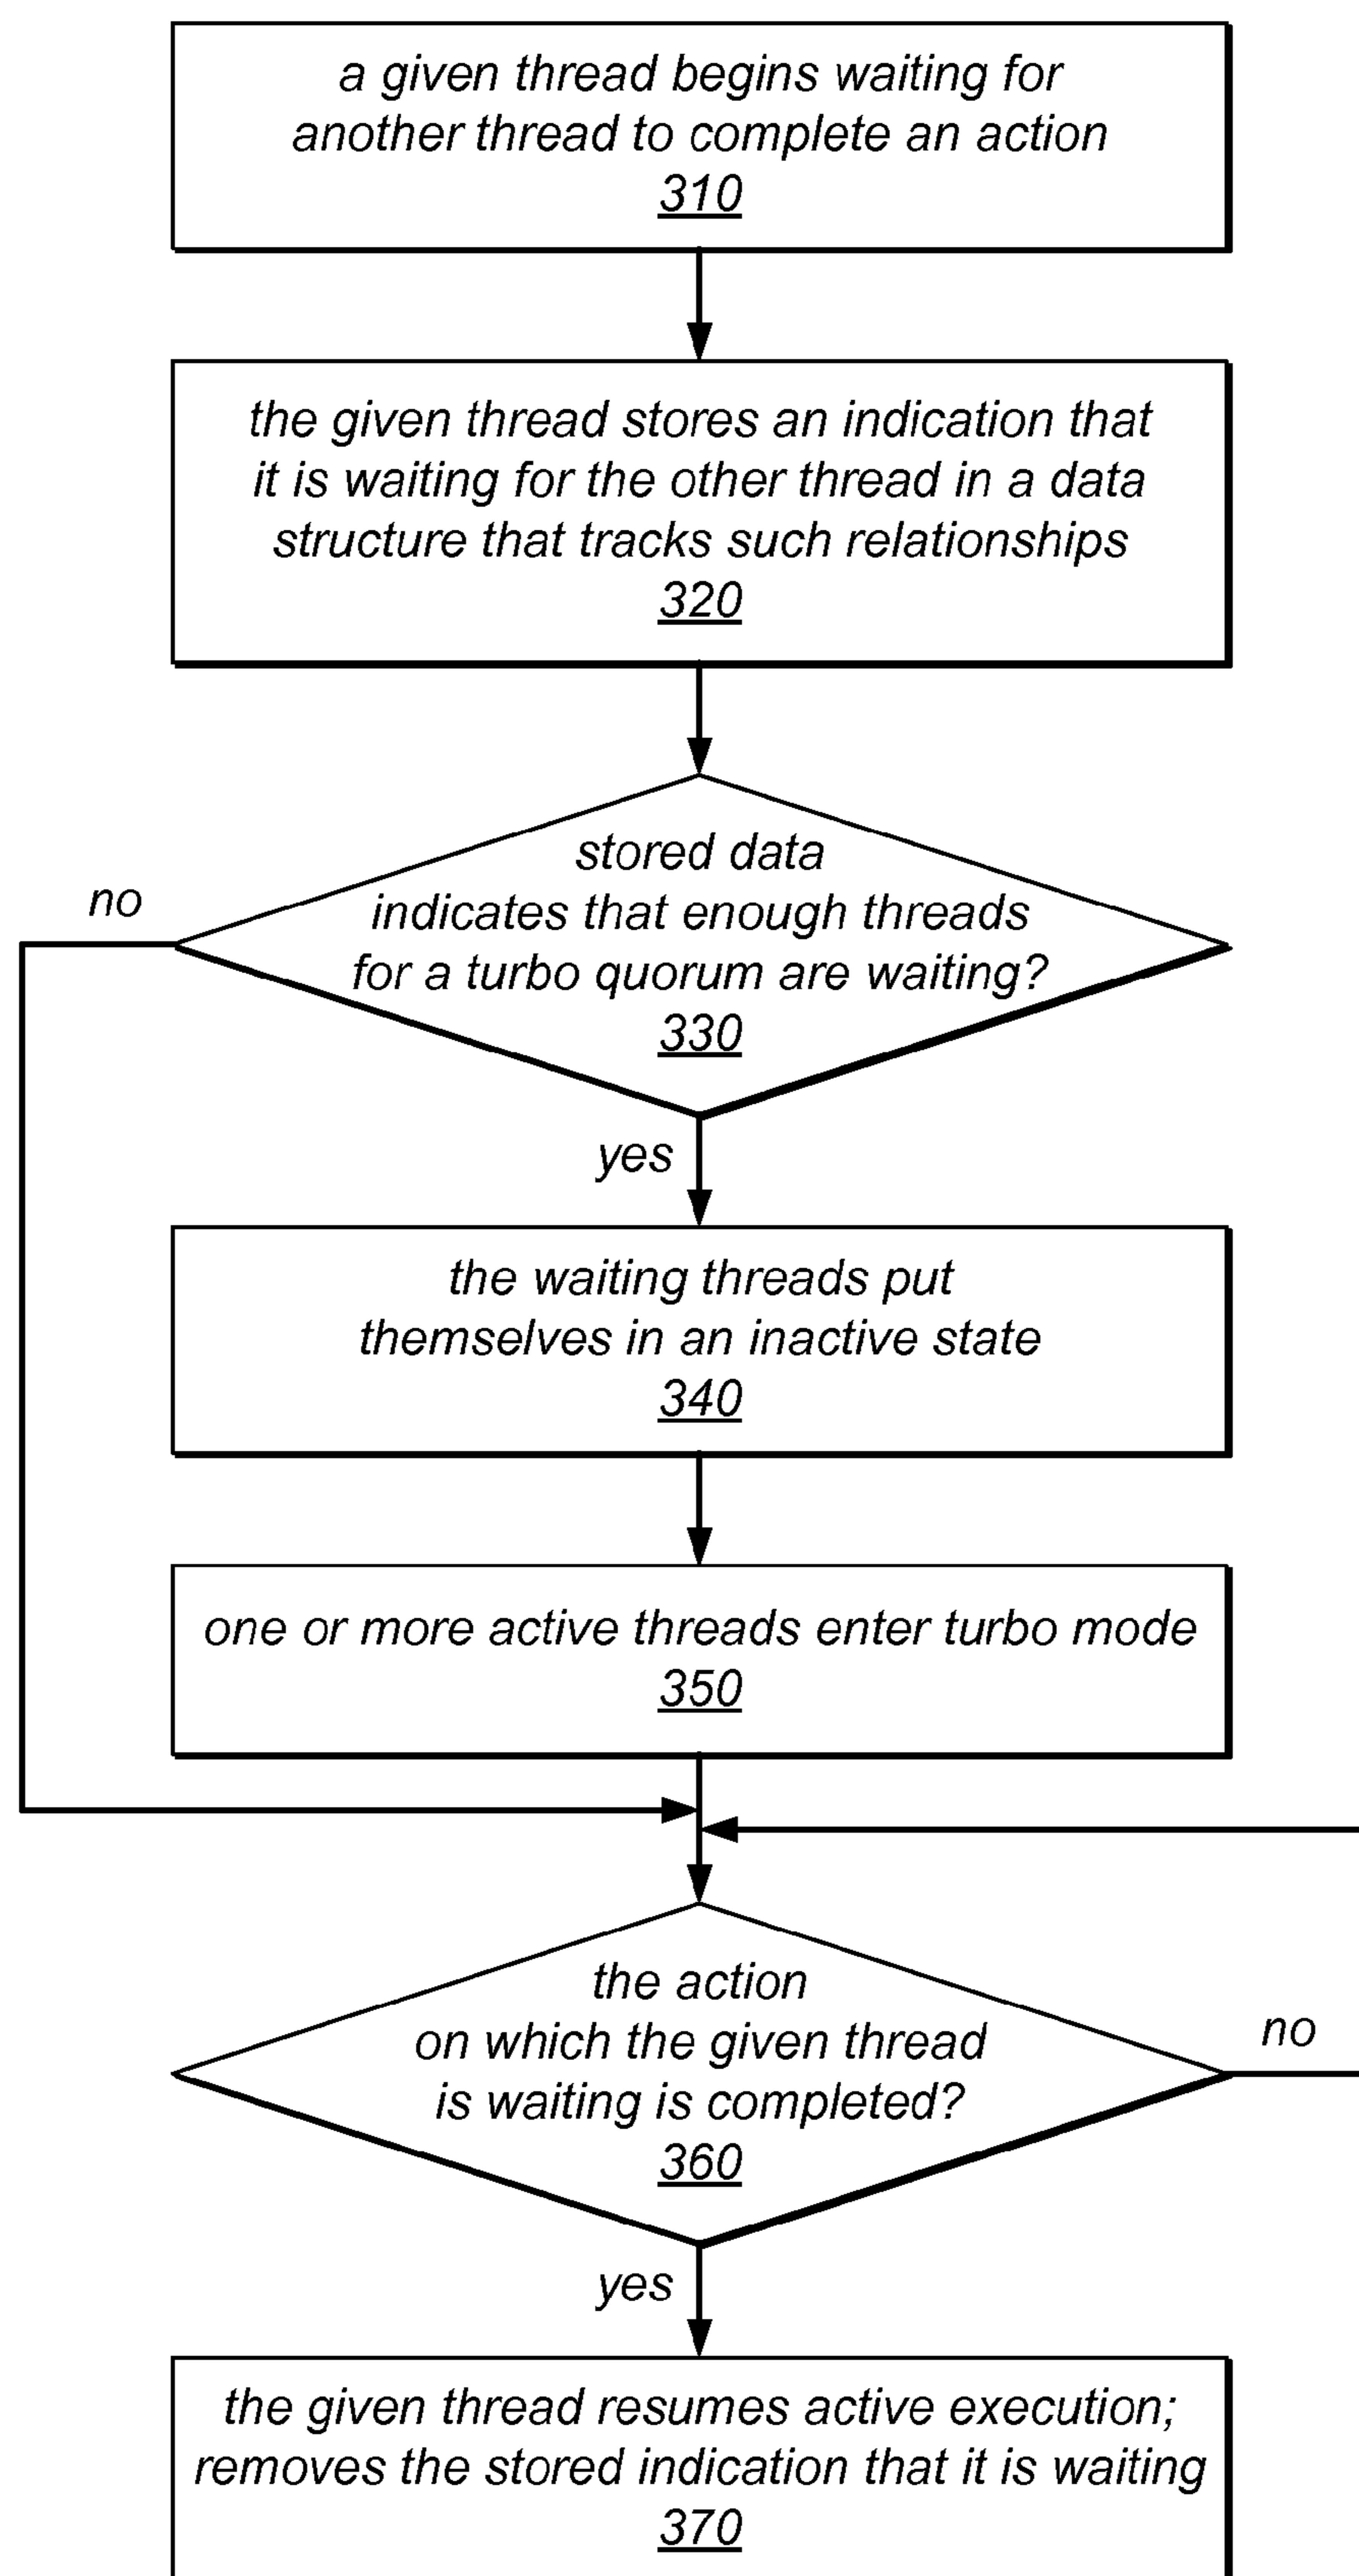 a given thread begins waiting for
another thread to complete an action
310
the given thread stores an indication that
it is waiting for the other thread in a data
structure that tracks such relationships
320
stored data
indicates that enough threads
for a turbo quorum are waiting?
330
no
yes
the waiting threads put
themselves in an inactive state
340
one or more active threads enter turbo mode
350
the action
on which the given thread
is waiting is completed?
360
no
yes
the given thread resumes active execution;
removes the stored indication that it is waiting
370